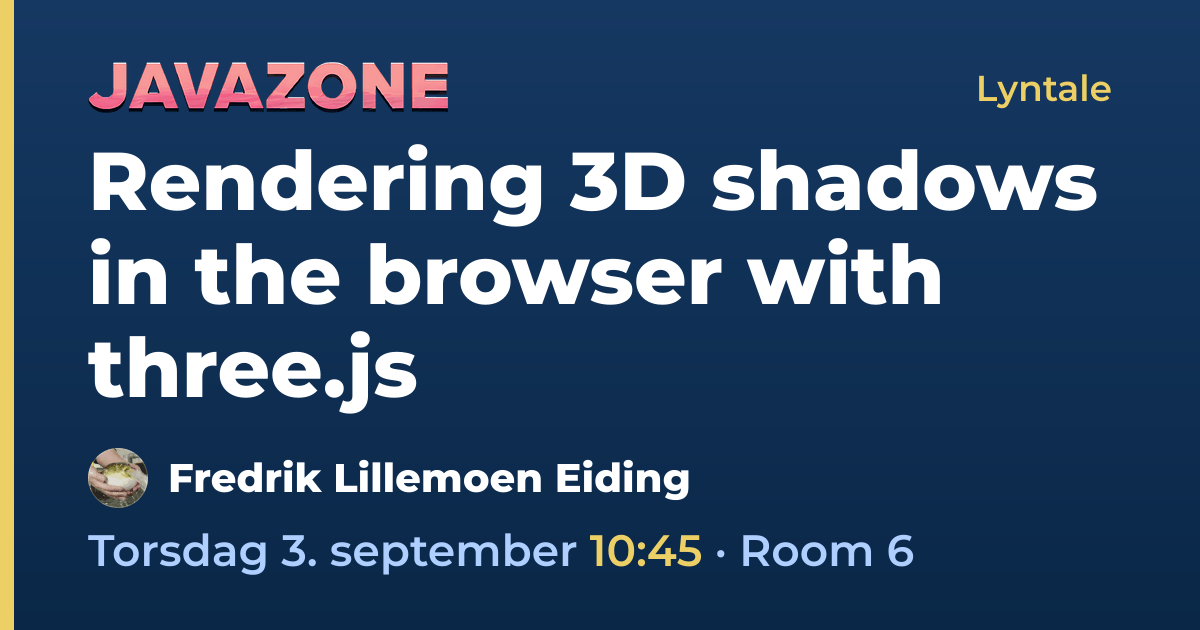 JAVAZONE
Lyntale
Rendering 3D shadows
in the browser with
three.js
Fredrik Lillemoen Eiding
Torsdag 3. september 10:45 · Room 6